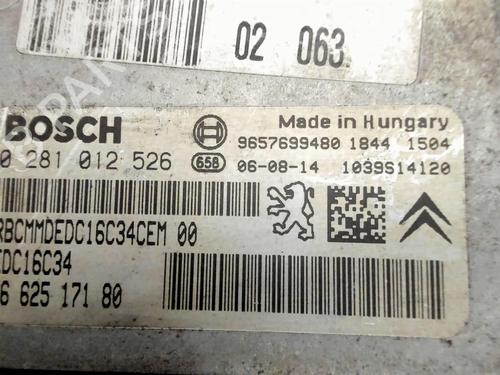 02 063
BOSCH
Made in Hungary
9657699480 1844 1504
0 281 012 526
658
06-08-14 1039S14120
RBCMMDEDC16C34CEM 00
EDC16C34
6 625 171 80